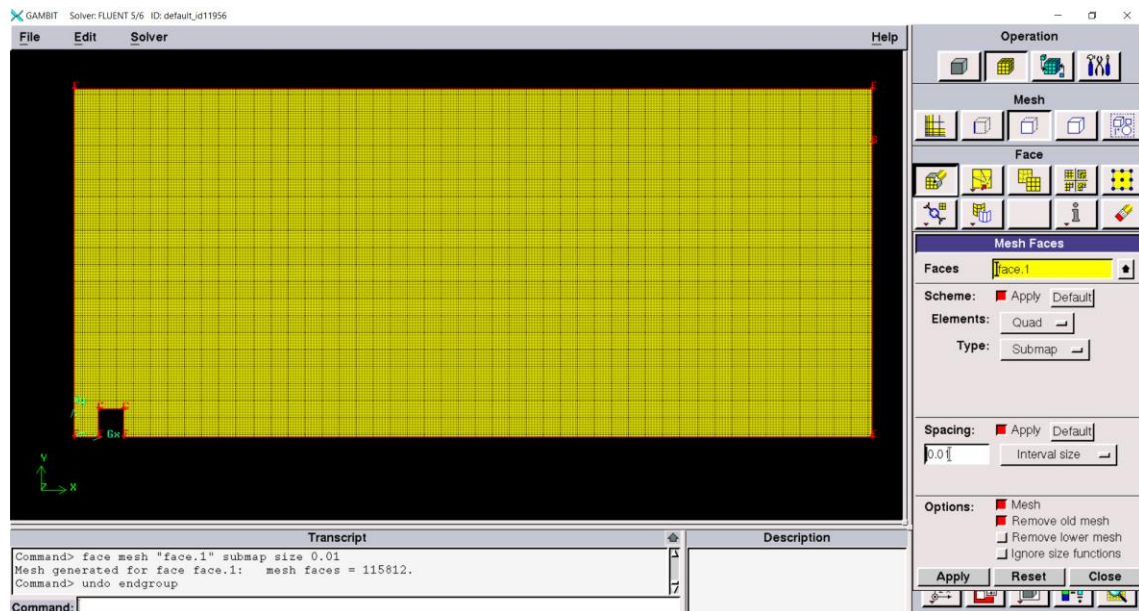 GAMBIT Solver: FLUENT 5/6 ID: default_id11956
File Edit Solver Help
Operation
Mesh
Face
Mesh Faces
Faces face.1
Scheme: Apply Default
Elements: Quad
Type: Submap
Spacing: Apply Default
0.01 Interval size
Options: Mesh
Remove old mesh
Remove lower mesh
Ignore size functions
Apply Reset Close
Gx
Y
Z X
Transcript
Command> face mesh "face.1" submap size 0.01
Mesh generated for face face.1: mesh faces = 115812.
Command> undo endgroup
Command:
Description